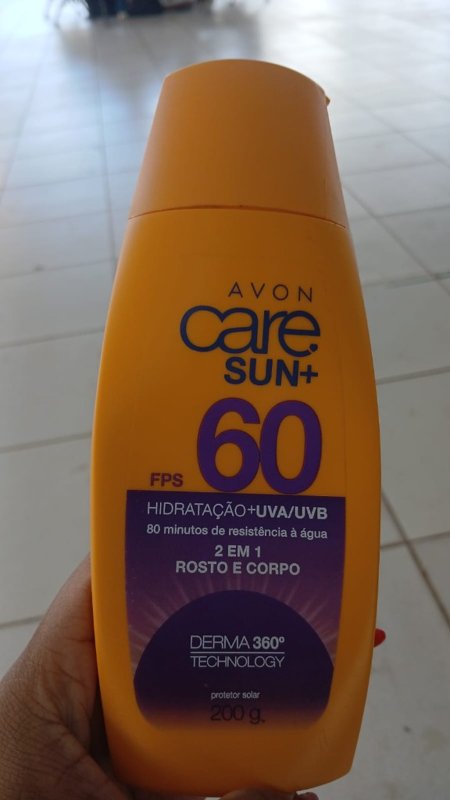 AVON
care
SUN+
60
FPS
HIDRATAÇÃO+UVA/UVB
80 minutos de resistência à água
2 EM 1
ROSTO E CORPO
DERMA 360º
TECHNOLOGY
protetor solar
200 g.